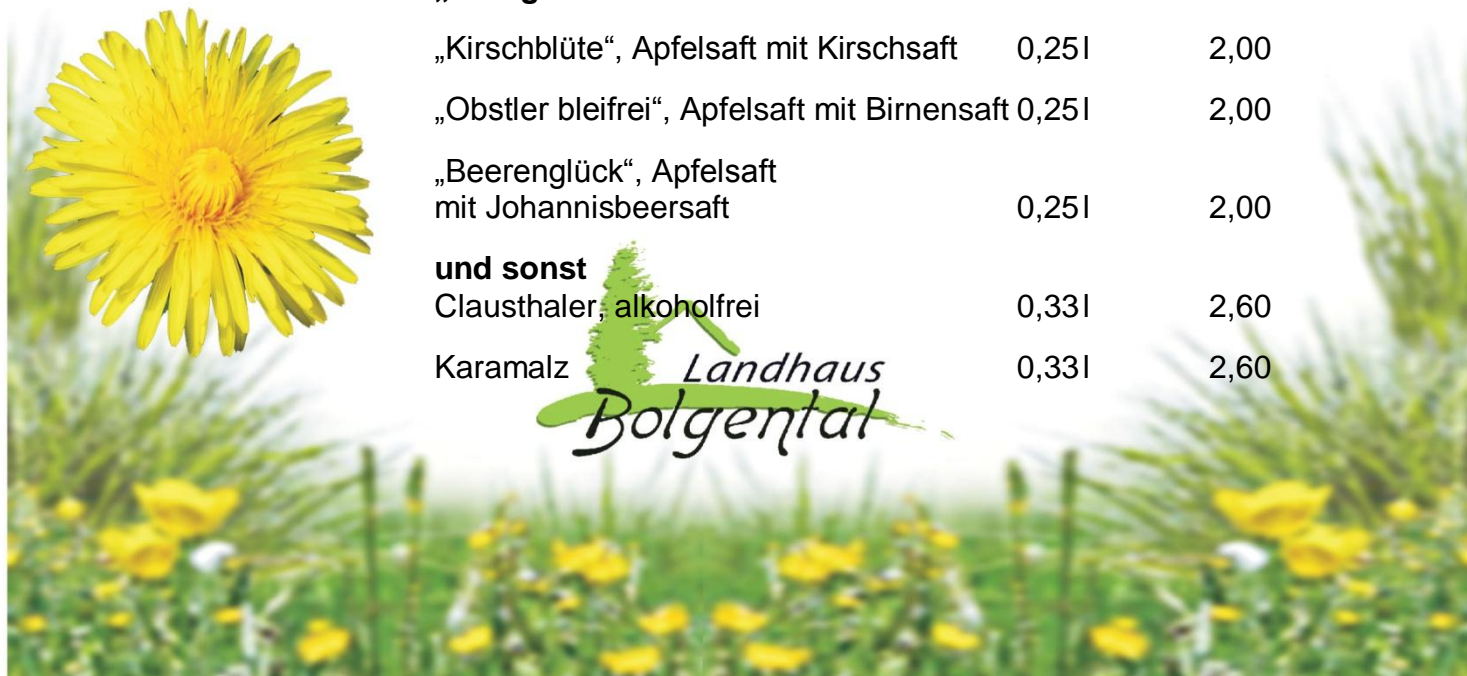 „Kirschblüte“, Apfelsaft mit Kirschsaft 0,25l 2,00
„Obstler bleifrei“, Apfelsaft mit Birnensaft 0,25l 2,00
„Beerenglück“, Apfelsaft
mit Johannisbeersaft 0,25l 2,00
und sonst
Clausthaler, alkoholfrei 0,33l 2,60
Karamalz 0,33l 2,60
Landhaus
Bolgental